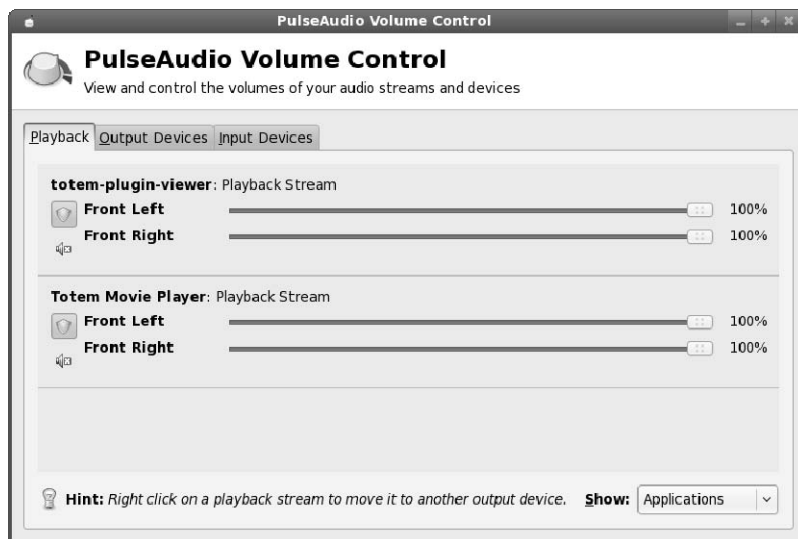 PulseAudio Volume Control
PulseAudio Volume Control
View and control the volumes of your audio streams and devices
Playback Output Devices Input Devices
totem-plugin-viewer: Playback Stream
Front Left 100%
Front Right 100%
Totem Movie Player: Playback Stream
Front Left 100%
Front Right 100%
Hint: Right click on a playback stream to move it to another output device. Show: Applications